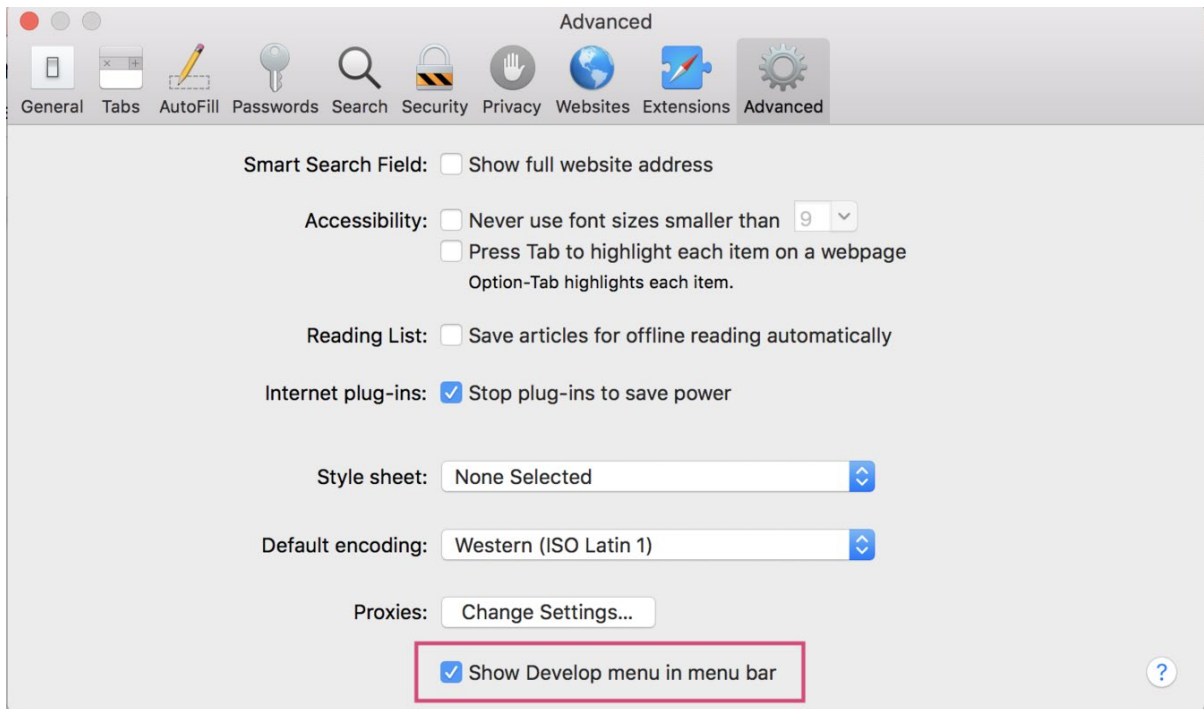 Advanced
General Tabs AutoFill Passwords Search Security Privacy Websites Extensions Advanced
Smart Search Field: Show full website address
Accessibility: Never use font sizes smaller than 9
Press Tab to highlight each item on a webpage
Option-Tab highlights each item.
Reading List: Save articles for offline reading automatically
Internet plug-ins: Stop plug-ins to save power
Style sheet: None Selected
Default encoding: Western (ISO Latin 1)
Proxies: Change Settings...
Show Develop menu in menu bar ?